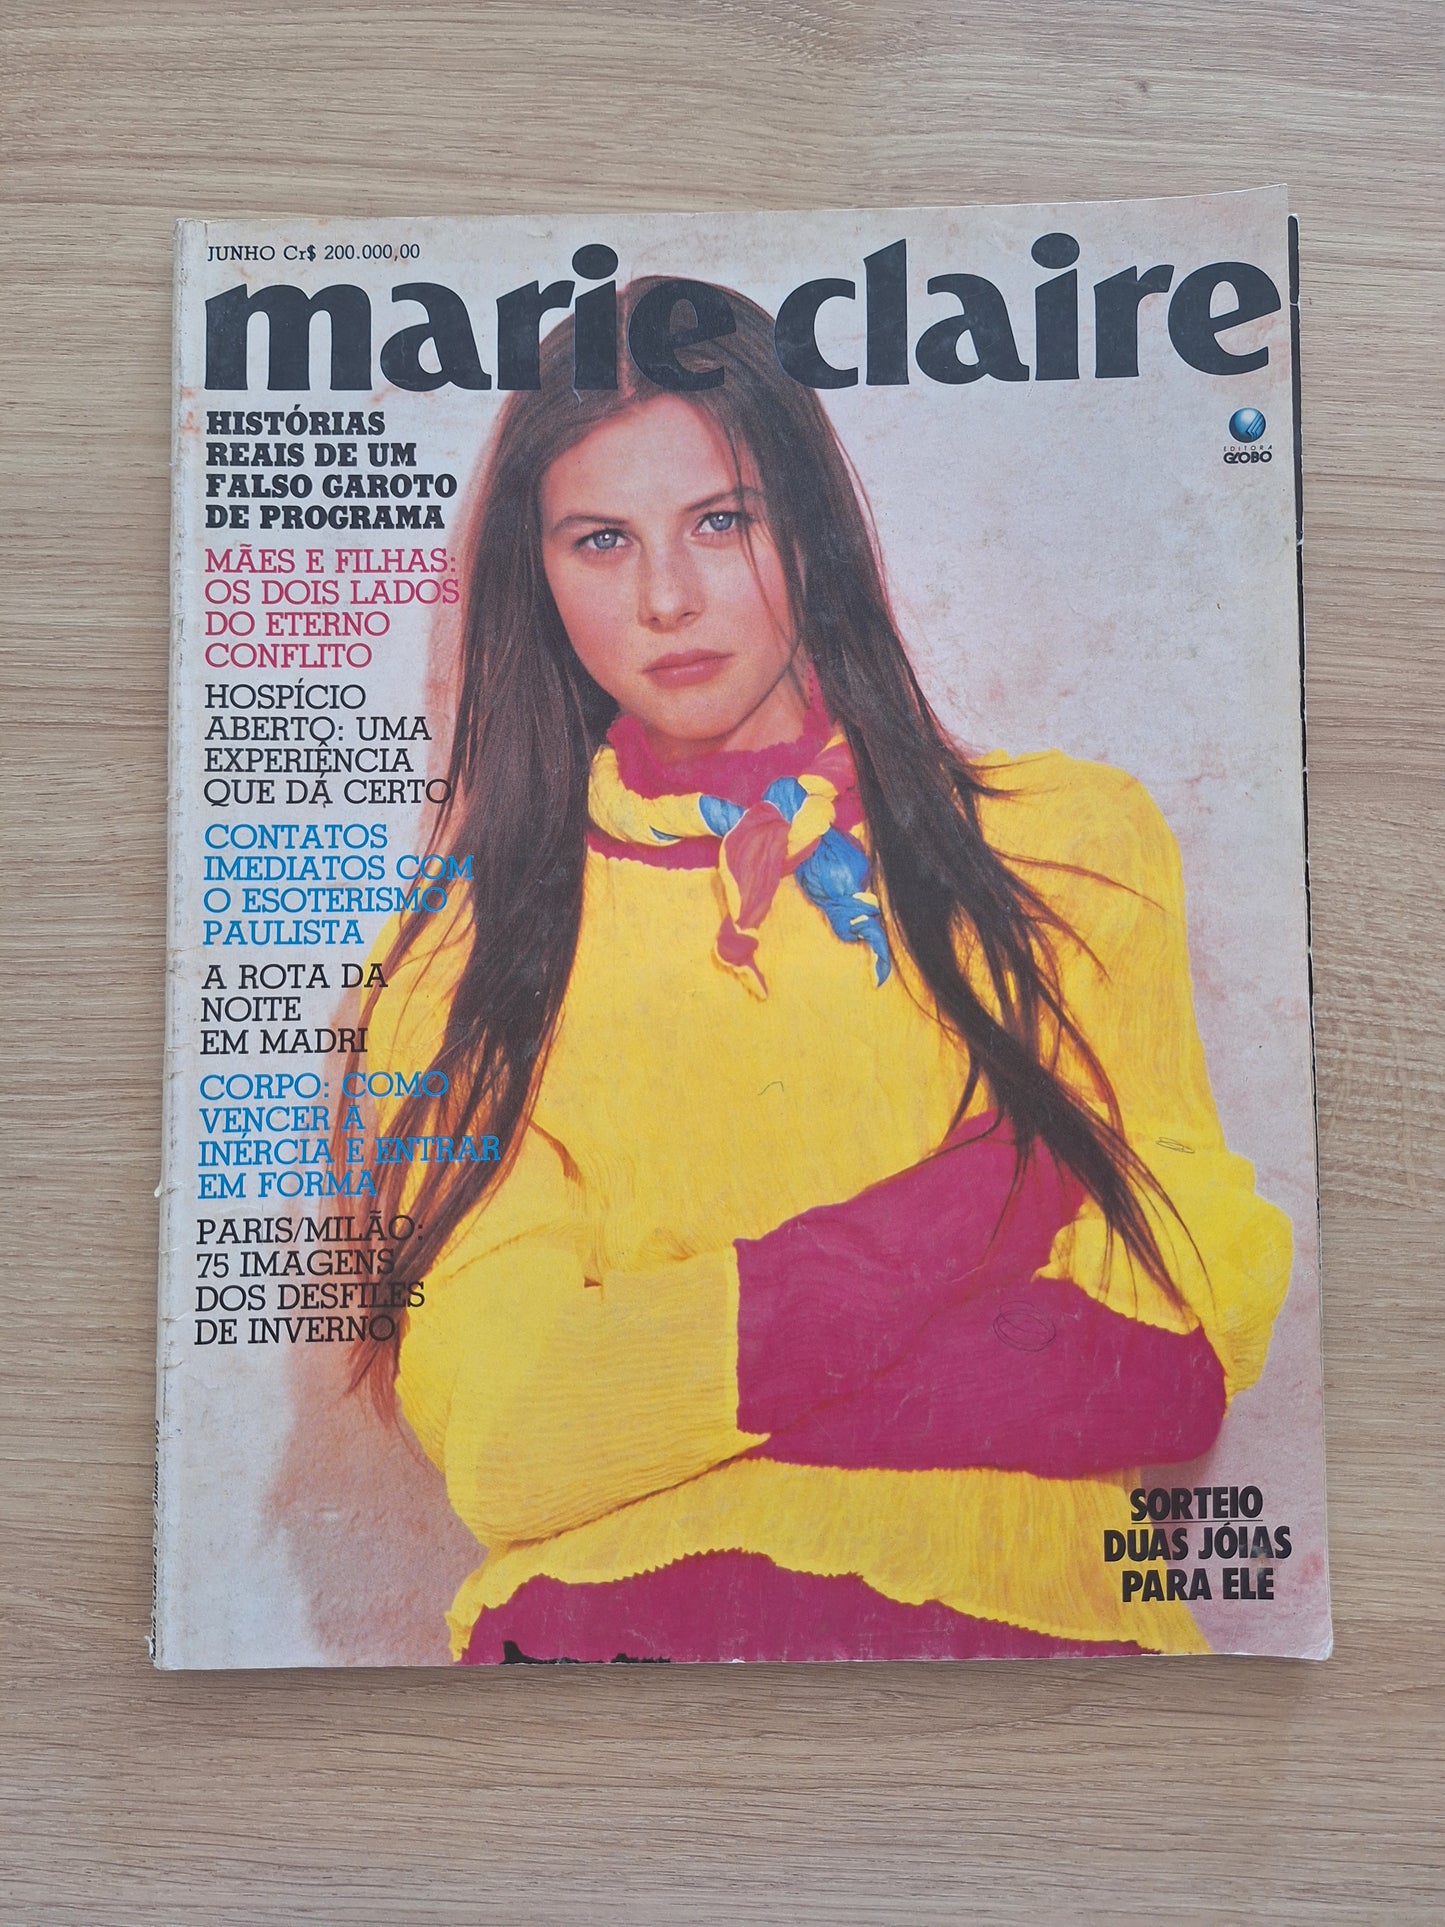 JUNHO Cr$ 200.000,00
marie claire
EDITORA
GLOBO
HISTÓRIAS
REAIS DE UM
FALSO GAROTO
DE PROGRAMA
MÃES E FILHAS:
OS DOIS LADOS
DO ETERNO
CONFLITO
HOSPÍCIO
ABERTO: UMA
EXPERIÊNCIA
QUE DÁ CERTO
CONTATOS
IMEDIATOS COM
O ESOTERISMO
PAULISTA
A ROTA DA
NOITE
EM MADRI
CORPO: COMO
VENCER A
INÉRCIA E ENTRAR
EM FORMA
PARIS/MILÃO:
75 IMAGENS
DOS DESFILES
DE INVERNO
SORTEIO
DUAS JÓIAS
PARA ELE